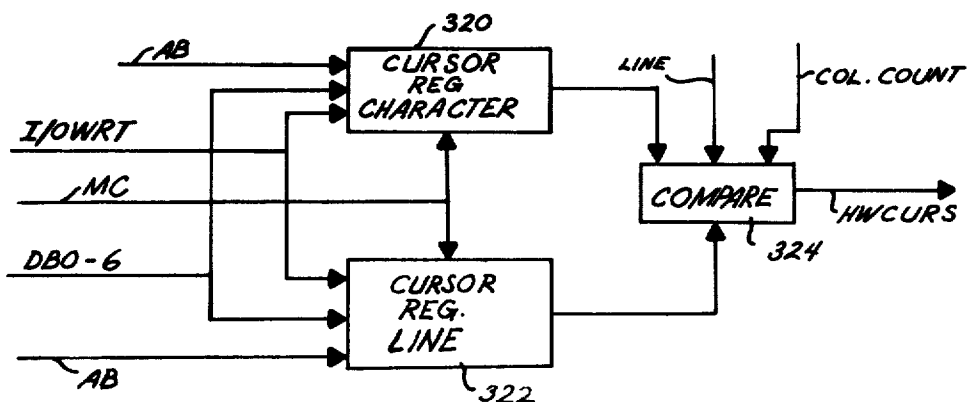 320
AB
CURSOR
REG
CHARACTER
LINE
COL. COUNT
I/OWRT
MC
COMPARE
HWCURS
324
DBO-6
CURSOR
REG.
LINE
AB
322